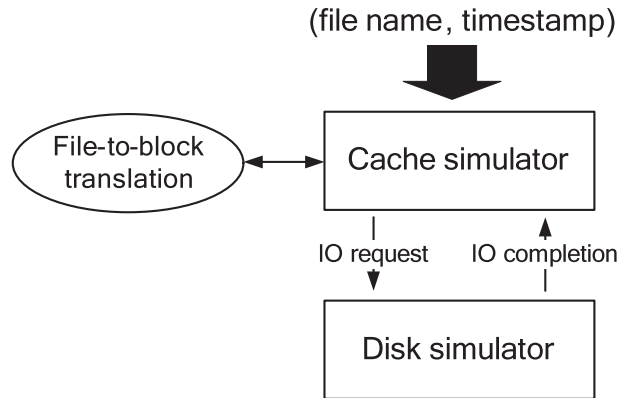 (file name, timestamp)
File-to-block
translation
Cache simulator
IO request
IO completion
Disk simulator